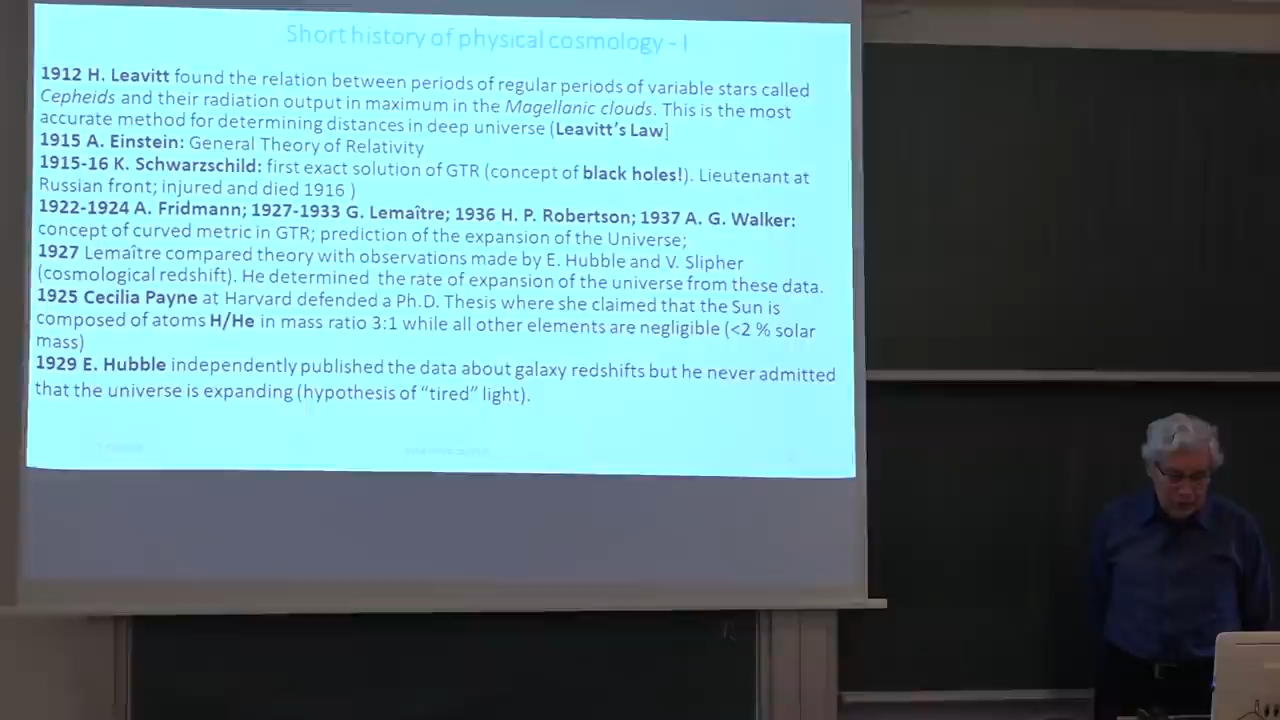 Short history of physical cosmology - I
1912 H. Leavitt found the relation between periods of regular periods of variable stars called
Cepheids and their radiation output in maximum in the Magellanic clouds. This is the most
accurate method for determining distances in deep universe (Leavitt's Law]
1915 A. Einstein: General Theory of Relativity
1915-16 K. Schwarzschild: first exact solution of GTR (concept of black holes!). Lieutenant at
Russian front; injured and died 1916 )
1922-1924 A. Fridmann; 1927-1933 G. Lemaître; 1936 H. P. Robertson; 1937 A. G. Walker:
concept of curved metric in GTR; prediction of the expansion of the Universe;
1927 Lemaître compared theory with observations made by E. Hubble and V. Slipher
(cosmological redshift). He determined the rate of expansion of the universe from these data.
1925 Cecilia Payne at Harvard defended a Ph.D. Thesis where she claimed that the Sun is
composed of atoms H/He in mass ratio 3:1 while all other elements are negligible (<2 % solar
mass)
1929 E. Hubble independently published the data about galaxy redshifts but he never admitted
that the universe is expanding (hypothesis of "tired" light).